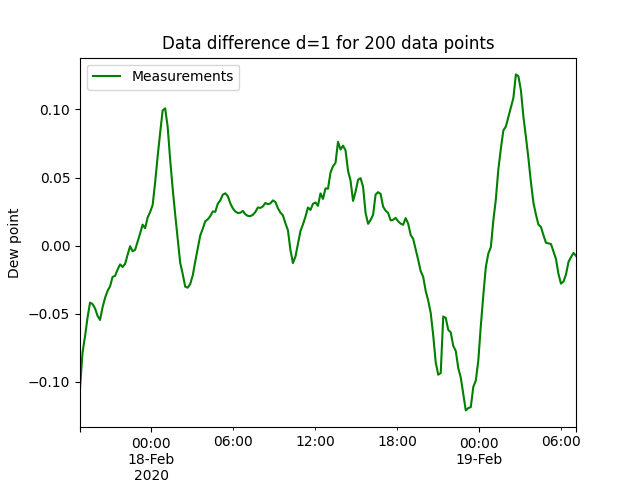 Data difference d=1 for 200 data points
Measurements
Dew point
0.10
0.05
0.00
−0.05
−0.10
00:00 06:00 12:00 18:00 00:00 06:00
18-Feb 19-Feb
2020